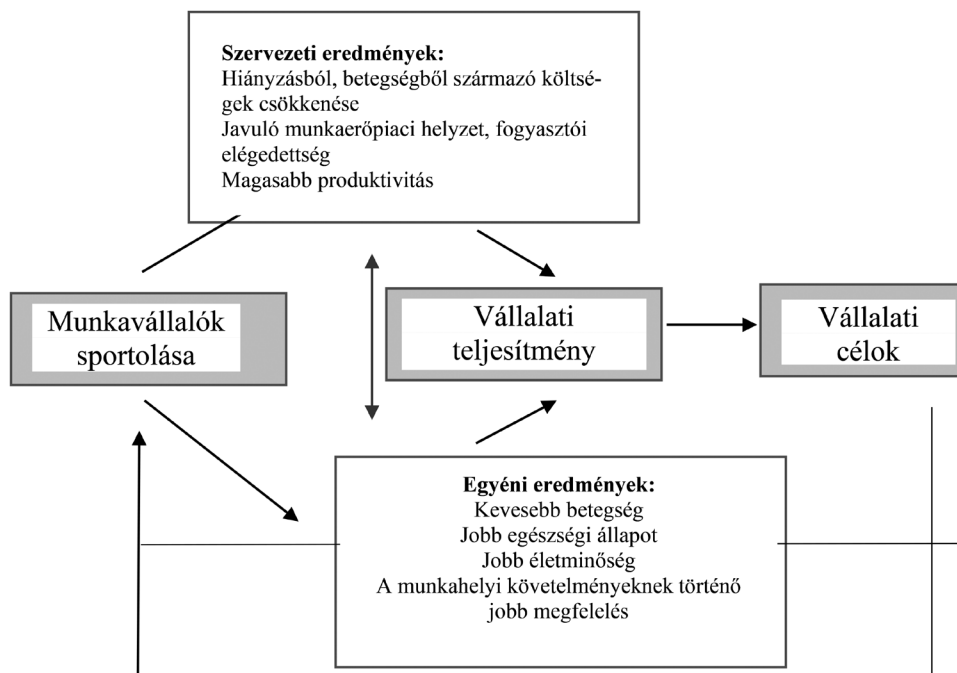 Szervezeti eredmények:
Hiányzásból, betegségből származó költsé-
gek csökkenése
Javuló munkaerőpiaci helyzet, fogyasztói
elégedettség
Magasabb produktivitás
Munkavállalók
sportolása
Vállalati
teljesítmény
Vállalati
célok
Egyéni eredmények:
Kevesebb betegség
Jobb egészségi állapot
Jobb életminőség
A munkahelyi követelményeknek történő
jobb megfelelés